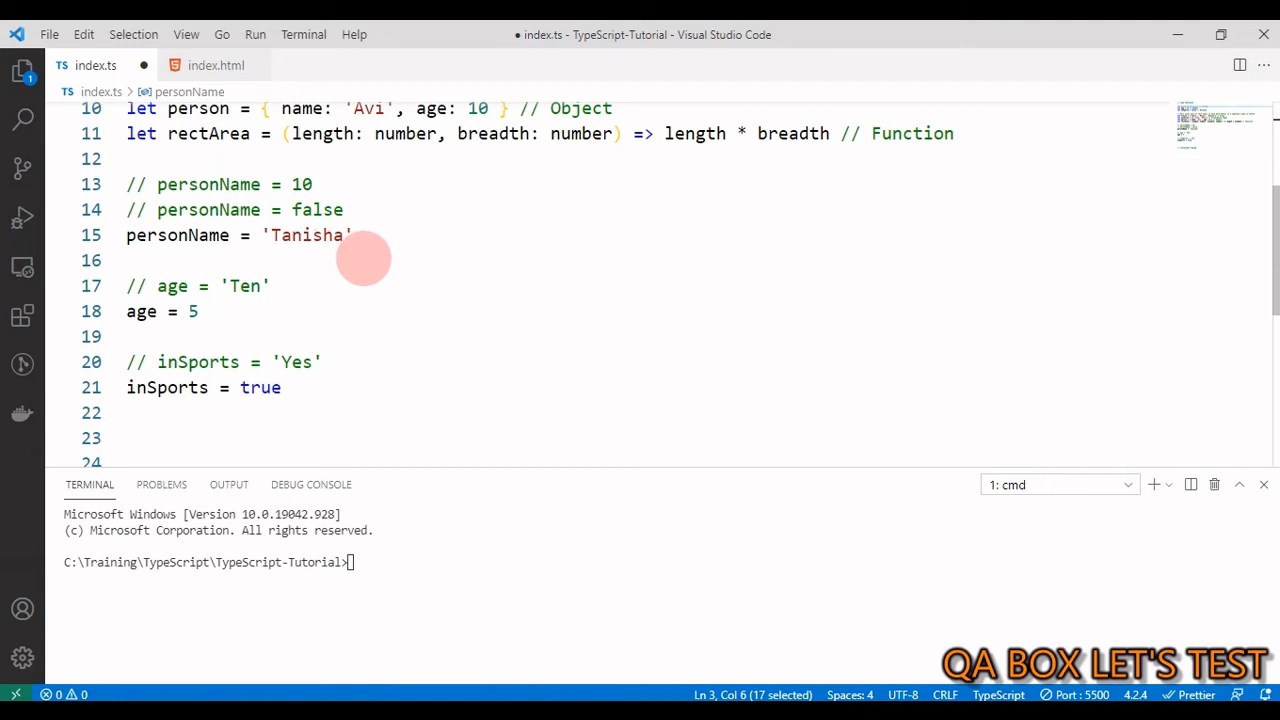 File Edit Selection View Go Run Terminal Help
● index.ts - TypeScript-Tutorial - Visual Studio Code
TS index.ts ● index.html
TS index.ts > personName
10 let person = { name: 'Avi', age: 10 } // Object
11 let rectArea = (length: number, breadth: number) => length * breadth // Function
12
13 // personName = 10
14 // personName = false
15 personName = 'Tanisha'
16
17 // age = 'Ten'
18 age = 5
19
20 // inSports = 'Yes'
21 inSports = true
22
23
24
TERMINAL PROBLEMS OUTPUT DEBUG CONSOLE
1: cmd
Microsoft Windows [Version 10.0.19042.928]
(c) Microsoft Corporation. All rights reserved.
C:\Training\TypeScript\TypeScript-Tutorial>
QA BOX LET'S TEST
0 0 Ln 3, Col 6 (17 selected) Spaces: 4 UTF-8 CRLF TypeScript Port : 5500 4.2.4 Prettier